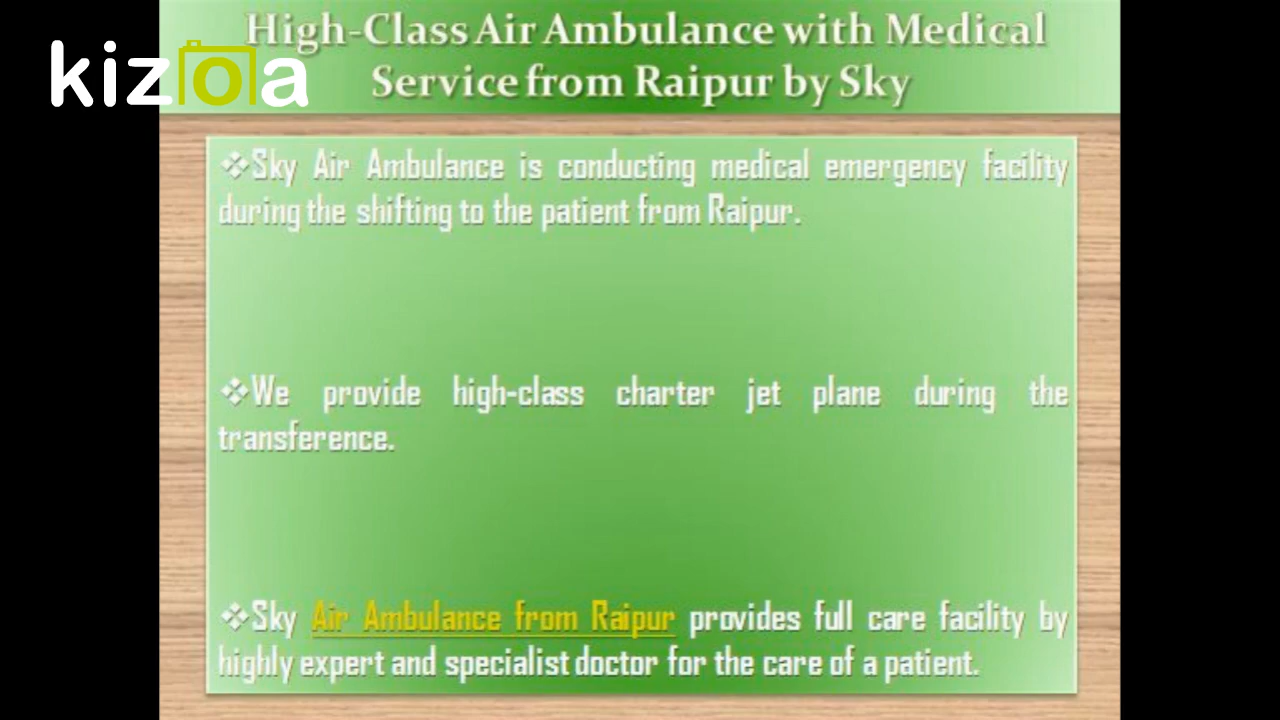 High-Class Air Ambulance with Medical
Service from Raipur by Sky
kizoa
❖Sky Air Ambulance is conducting medical emergency facility
during the shifting to the patient from Raipur.
❖We provide high-class charter jet plane during the
transference.
❖Sky Air Ambulance from Raipur provides full care facility by
highly expert and specialist doctor for the care of a patient.